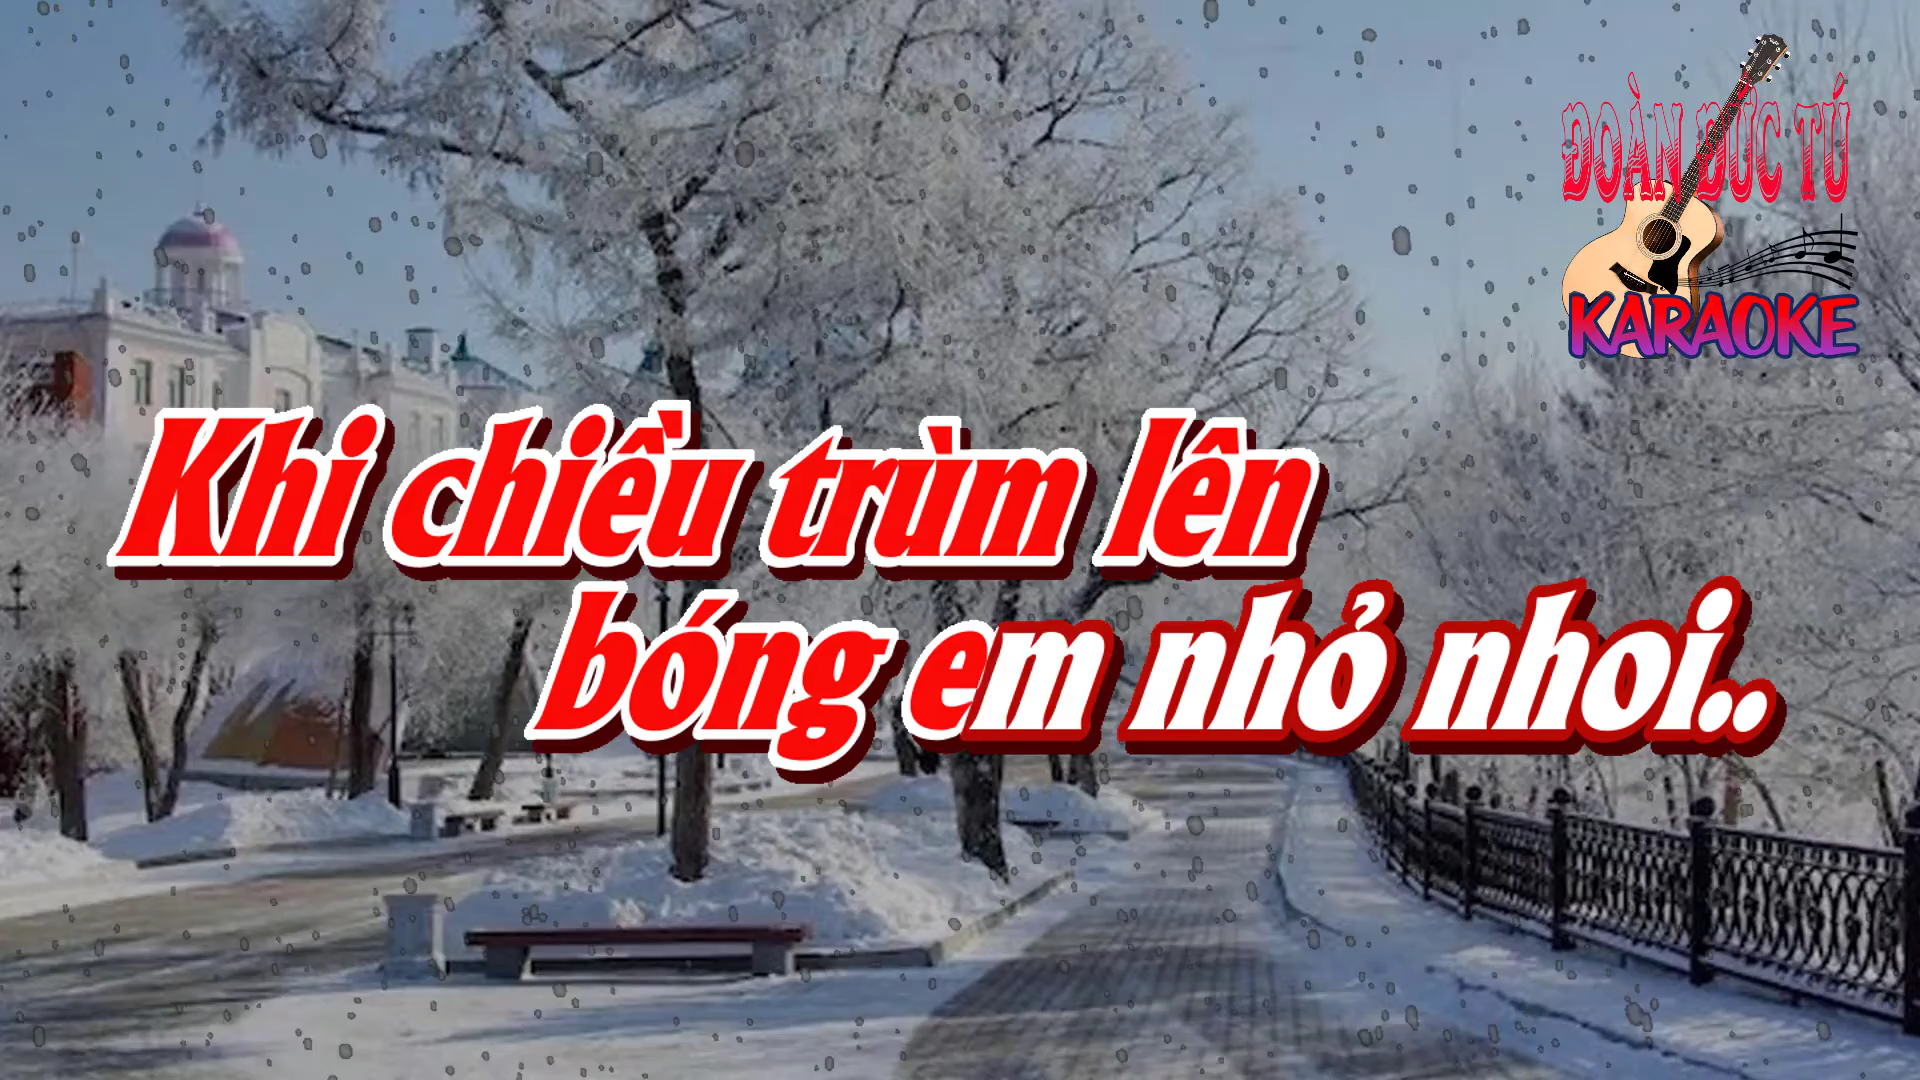 ĐOÀN ĐỨC TÚ
KARAOKE
Khi chiều trùm lên
bóng em nhỏ nhoi..